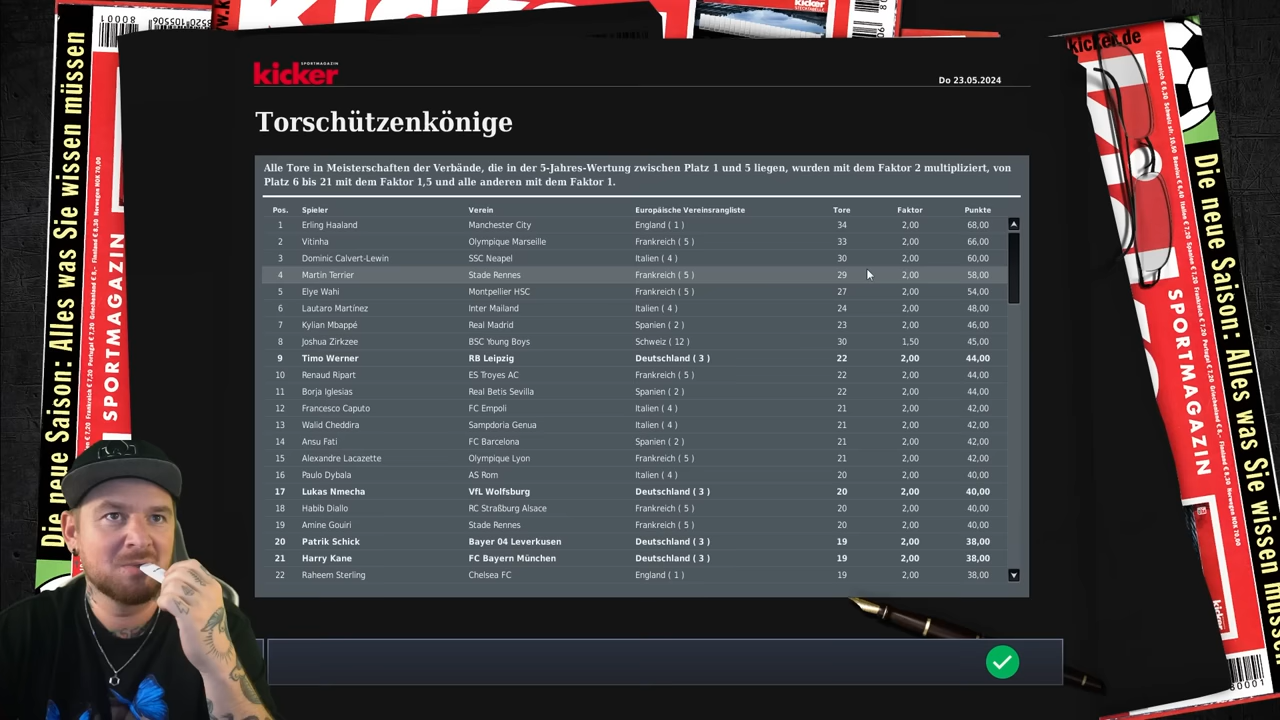 kicker
SPORTMAGAZIN
kicker
Do 23.05.2024
Torschützenkönige
Alle Tore in Meisterschaften der Verbände, die in der 5-Jahres-Wertung zwischen Platz 1 und 5 liegen, wurden mit dem Faktor 2 multipliziert, von
Platz 6 bis 21 mit dem Faktor 1,5 und alle anderen mit dem Faktor 1.
Pos. Spieler Verein Europäische Vereinsrangliste Tore Faktor Punkte
1 Erling Haaland Manchester City England ( 1 ) 34 2,00 68,00
2 Vitinha Olympique Marseille Frankreich ( 5 ) 33 2,00 66,00
3 Dominic Calvert-Lewin SSC Neapel Italien ( 4 ) 30 2,00 60,00
4 Martin Terrier Stade Rennes Frankreich ( 5 ) 29 2,00 58,00
5 Elye Wahi Montpellier HSC Frankreich ( 5 ) 27 2,00 54,00
6 Lautaro Martínez Inter Mailand Italien ( 4 ) 24 2,00 48,00
7 Kylian Mbappé Real Madrid Spanien ( 2 ) 23 2,00 46,00
8 Joshua Zirkzee BSC Young Boys Schweiz ( 12 ) 30 1,50 45,00
9 Timo Werner RB Leipzig Deutschland ( 3 ) 22 2,00 44,00
10 Renaud Ripart ES Troyes AC Frankreich ( 5 ) 22 2,00 44,00
11 Borja Iglesias Real Betis Sevilla Spanien ( 2 ) 22 2,00 44,00
12 Francesco Caputo FC Empoli Italien ( 4 ) 21 2,00 42,00
13 Walid Cheddira Sampdoria Genua Italien ( 4 ) 21 2,00 42,00
14 Ansu Fati FC Barcelona Spanien ( 2 ) 21 2,00 42,00
15 Alexandre Lacazette Olympique Lyon Frankreich ( 5 ) 21 2,00 42,00
16 Paulo Dybala AS Rom Italien ( 4 ) 20 2,00 40,00
17 Lukas Nmecha VfL Wolfsburg Deutschland ( 3 ) 20 2,00 40,00
18 Habib Diallo RC Straßburg Alsace Frankreich ( 5 ) 20 2,00 40,00
19 Amine Gouiri Stade Rennes Frankreich ( 5 ) 20 2,00 40,00
20 Patrik Schick Bayer 04 Leverkusen Deutschland ( 3 ) 19 2,00 38,00
21 Harry Kane FC Bayern München Deutschland ( 3 ) 19 2,00 38,00
22 Raheem Sterling Chelsea FC England ( 1 ) 19 2,00 38,00
Die neue Saison: Alles was Sie wissen müssen
SPORTMAGAZIN
kicker.de
SPORTMAGAZIN
Die neue Saison: Alles was Sie wissen müssen
kicker